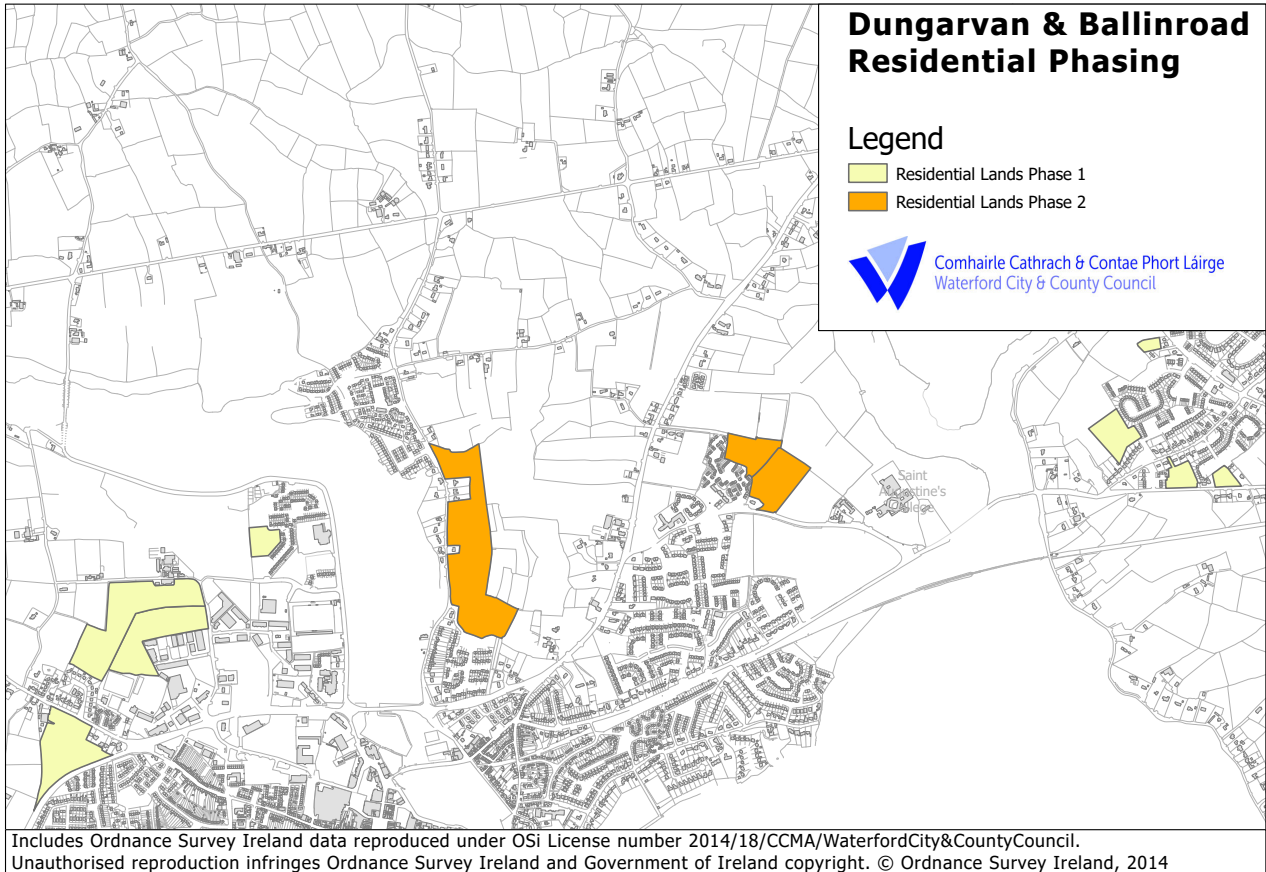 Dungarvan & Ballinroad
Residential Phasing
Legend
Residential Lands Phase 1
Residential Lands Phase 2
Comhairle Cathrach & Contae Phort Láirge
Waterford City & County Council
Saint
Includes Ordnance Survey Ireland data reproduced under OSi License number 2014/18/CCMA/WaterfordCity&CountyCouncil.
Unauthorised reproduction infringes Ordnance Survey Ireland and Government of Ireland copyright. © Ordnance Survey Ireland, 2014